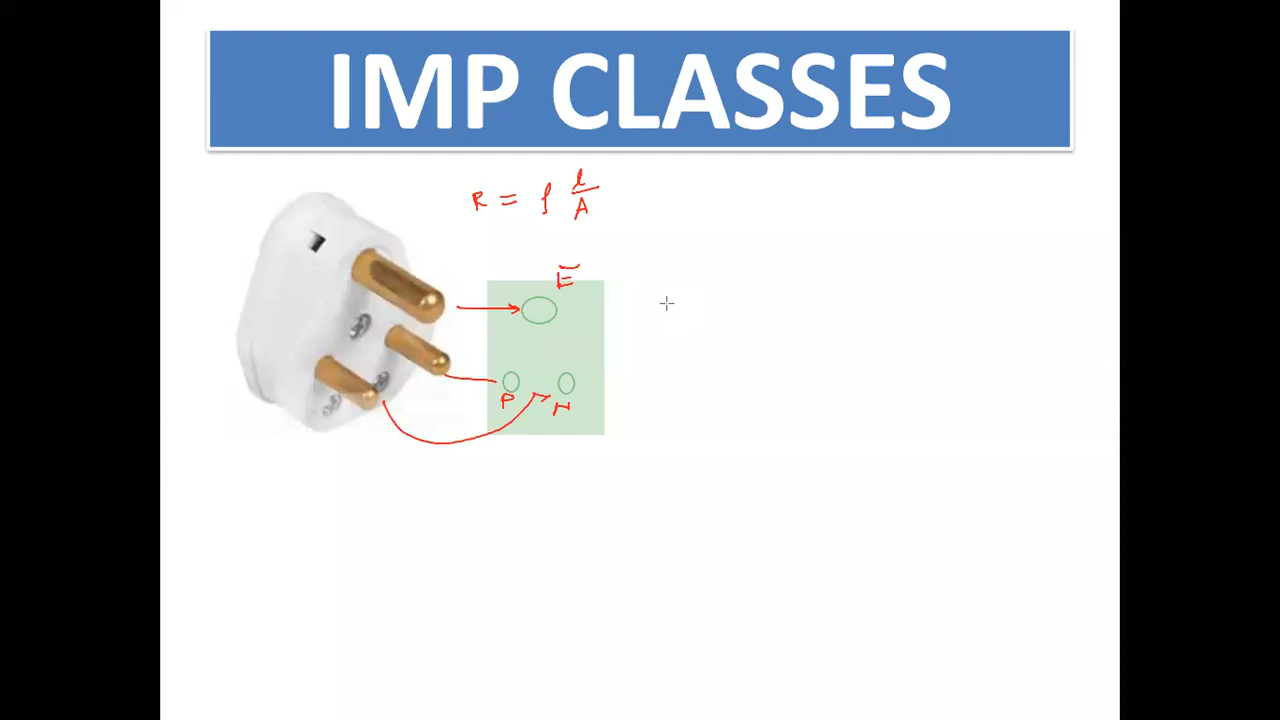 IMP CLASSES
R = ρ l/A
E
P N